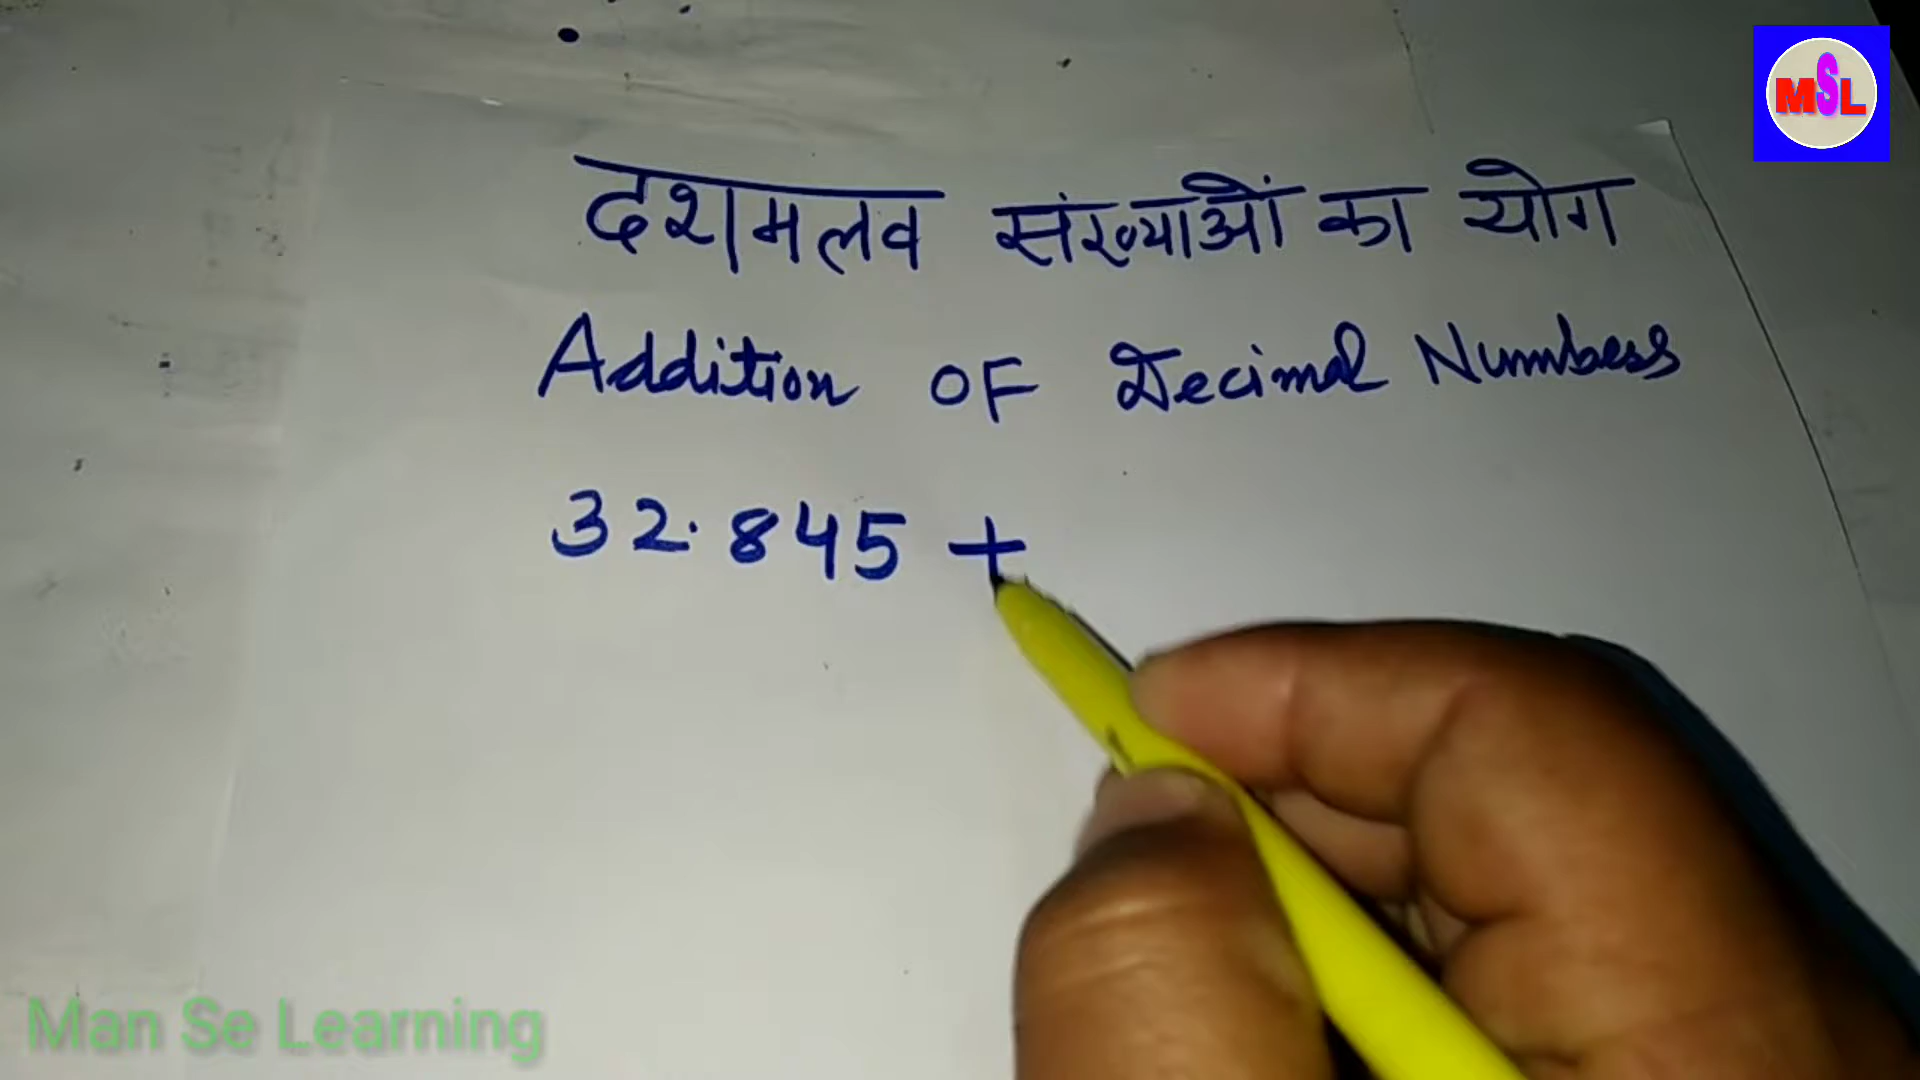 MSL
दशमलव संख्याओं का योग
Addition OF Decimal Numbers
32.845 +
Man Se Learning